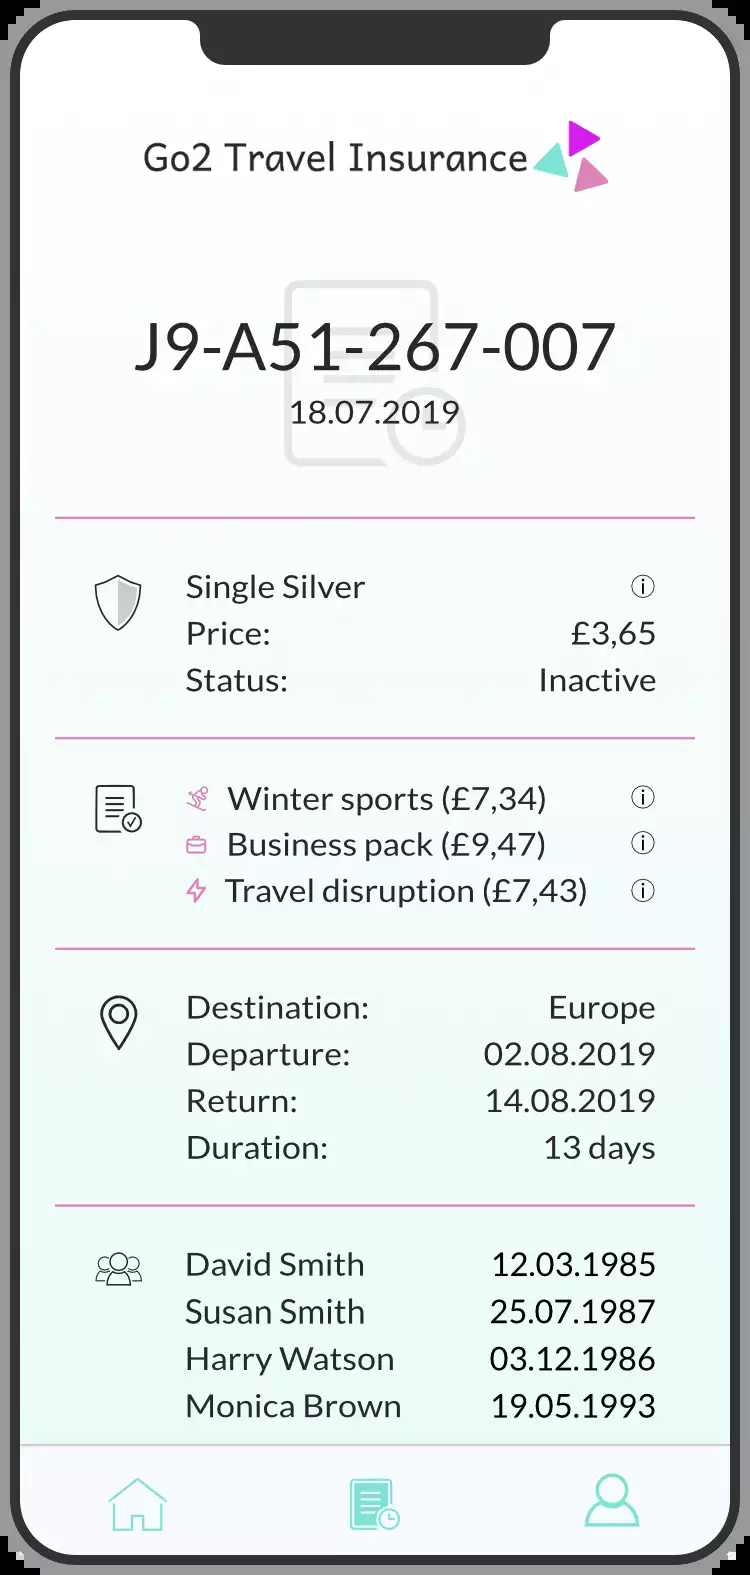 Go2 Travel Insurance
J9-A51-267-007
18.07.2019
Single Silver
Price: £3,65
Status: Inactive
Winter sports (£7,34)
Business pack (£9,47)
Travel disruption (£7,43)
Destination: Europe
Departure: 02.08.2019
Return: 14.08.2019
Duration: 13 days
David Smith 12.03.1985
Susan Smith 25.07.1987
Harry Watson 03.12.1986
Monica Brown 19.05.1993